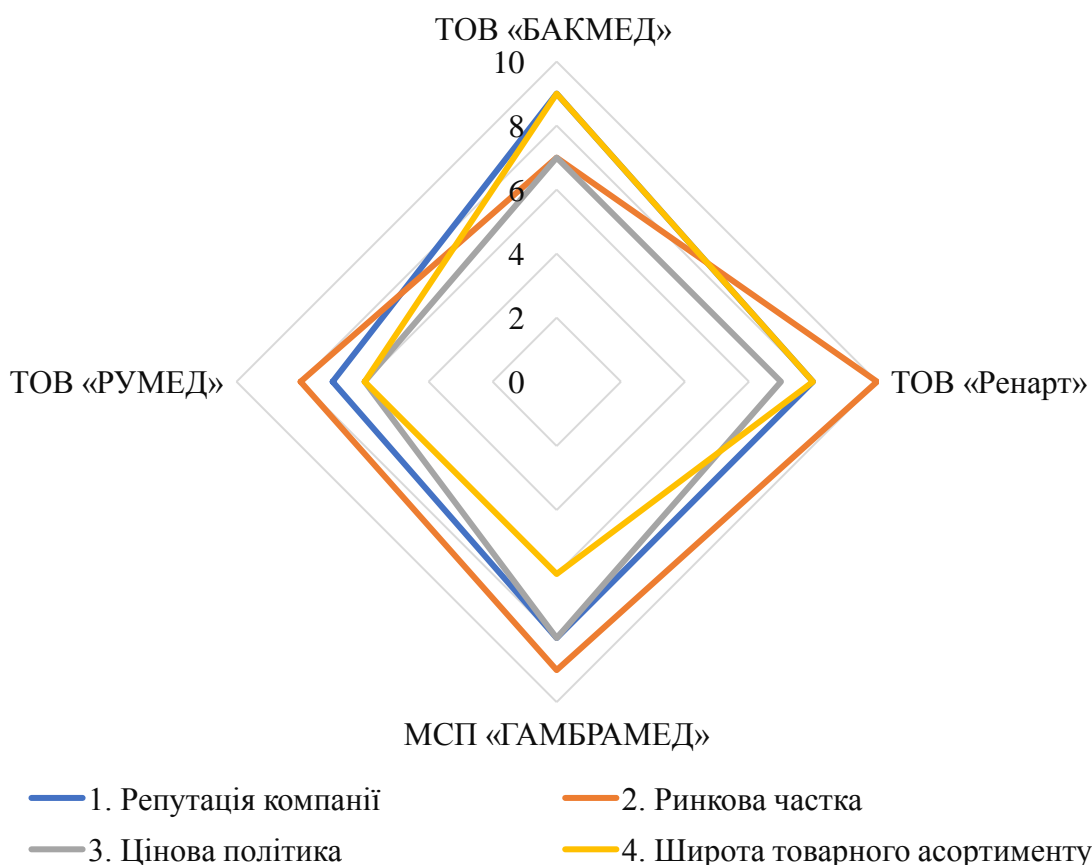 ТОВ «БАКМЕД»
10
8
6
4
2
0
ТОВ «РУМЕД»
ТОВ «Ренарт»
МСП «ГАМБРАМЕД»
1. Репутація компанії
2. Ринкова частка
3. Цінова політика
4. Широта товарного асортименту